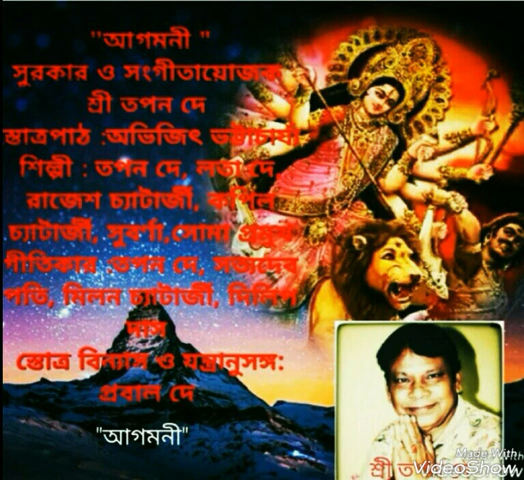 "আগমনী"
সুরকার ও সংগীতায়োজক
শ্রী তপন দে
স্তোত্রপাঠ :অভিজিৎ ভট্টাচার্য
শিল্পী : তপন দে, লতা দে,
রাজেশ চ্যাটার্জী, কপিল
চ্যাটার্জী, সুবর্ণা,সোমা
গীতিকার :তপন দে, সত্যদেব
পতি, মিলন চ্যাটার্জী, দিলিপ
দাস
স্তোত্র বিন্যাস ও যন্ত্রানুসঙ্গ:
প্রবাল দে
"আগমনী"
শ্রী
Made With
VideoShow